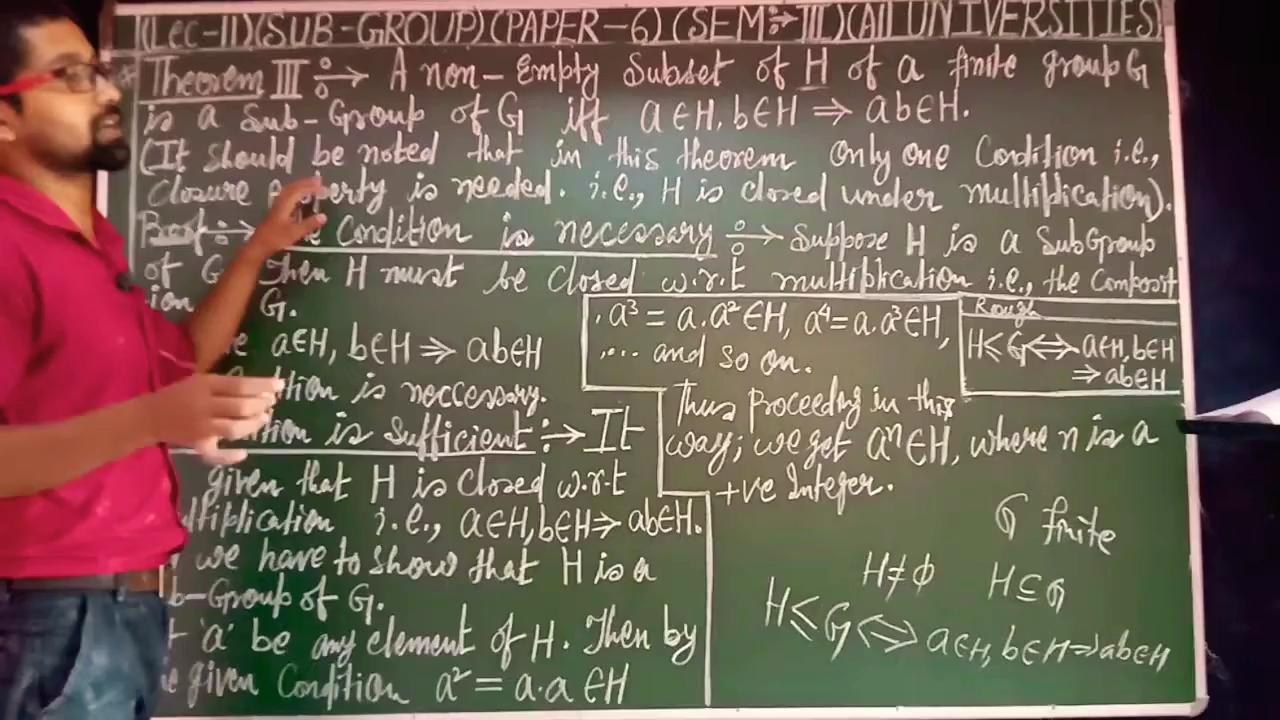 (Lec-II)(SUB-GROUP)(PAPER-6)(SEM:→III)(All UNIVERSITIES)
Theorem III :→ A non-Empty Subset of H of a finite group G
is a Sub-Group of G iff a∈H, b∈H ⇒ ab∈H.
(It should be noted that in this theorem only one Condition i.e.,
closure property is needed. i.e., H is closed under multiplication).
Proof :→ Condition is necessary :→ Suppose H is a SubGroup
of G Then H must be closed w.r.t multiplication i.e., the Composit
ion G.
a∈H, b∈H ⇒ ab∈H
is neccessary.
is Sufficient :→ It
given that H is closed w.r.t
i.e., a∈H, b∈H ⇒ ab∈H.
we have to show that H is a
-Group of G.
'a' be any element of H. Then by
given Condition a² = a.a ∈H
, a³ = a.a² ∈H, a⁴ = a.a³ ∈H,
.... and so on.
Thus proceeding in this
way; we get aⁿ ∈H, where n is a
+ve Integer.
Rough
H≤G ⇔ a∈H, b∈H
⇒ ab∈H
G finite
H≠ϕ H⊆G
H≤G ⇔ a∈H, b∈H ⇒ ab∈H